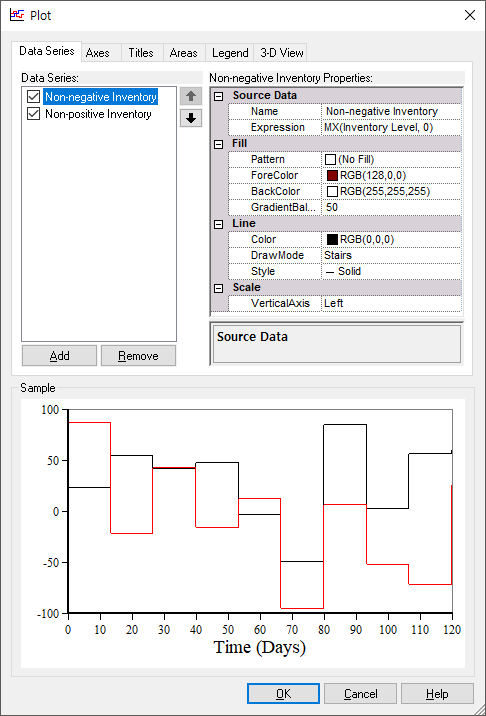 Plot
Data Series Axes Titles Areas Legend 3-D View
Data Series:
Non-negative Inventory
Non-positive Inventory
Add Remove
Non-negative Inventory Properties:
Source Data
Name Non-negative Inventory
Expression MX(Inventory Level, 0)
Fill
Pattern (No Fill)
ForeColor RGB(128,0,0)
BackColor RGB(255,255,255)
GradientBal... 50
Line
Color RGB(0,0,0)
DrawMode Stairs
Style Solid
Scale
VerticalAxis Left
Source Data
Sample
100
50
0
-50
-100
0 10 20 30 40 50 60 70 80 90 100 110 120
Time (Days)
OK Cancel Help